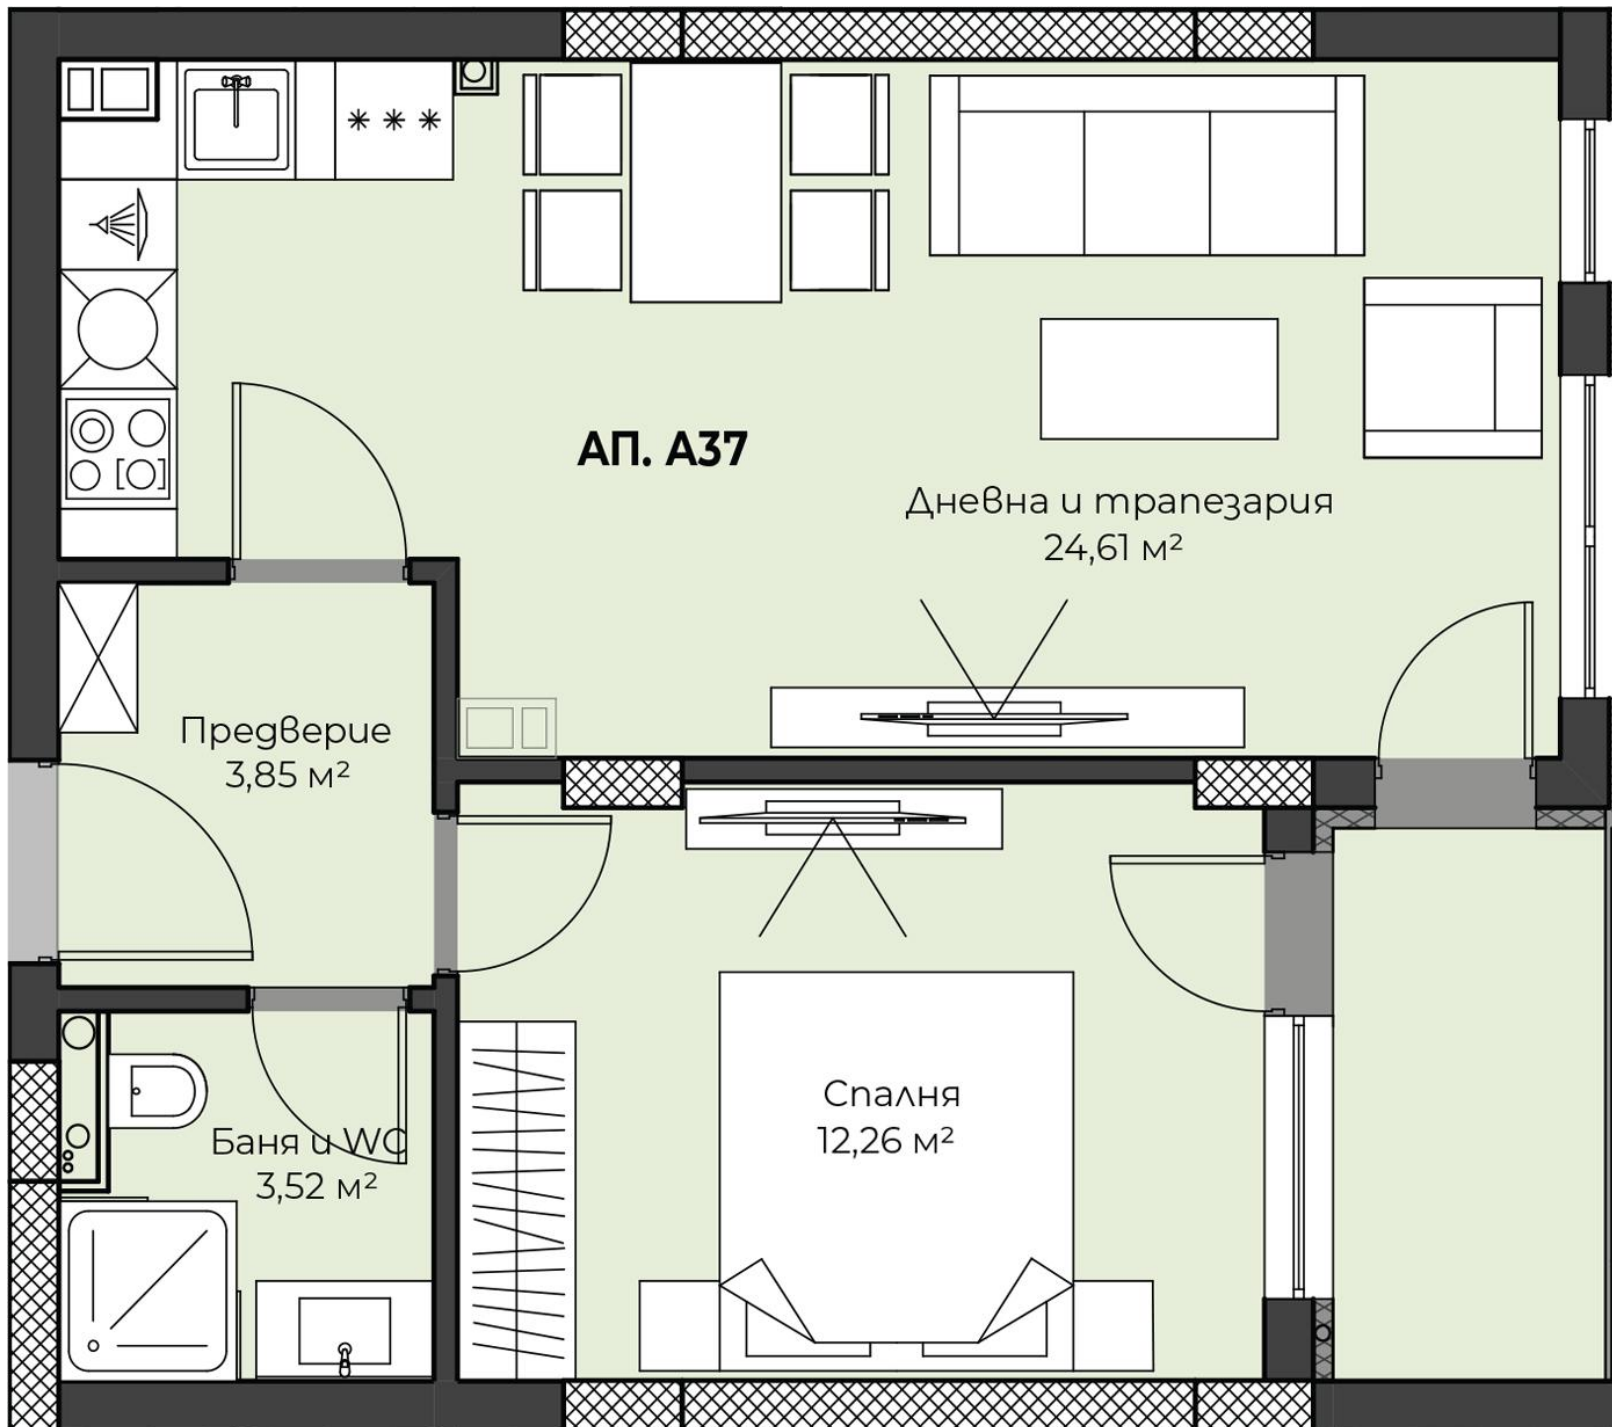 АП. А37
Дневна и трапезария
24,61 м²
Предверие
3,85 м²
Спалня
12,26 м²
Баня и WC
3,52 м²